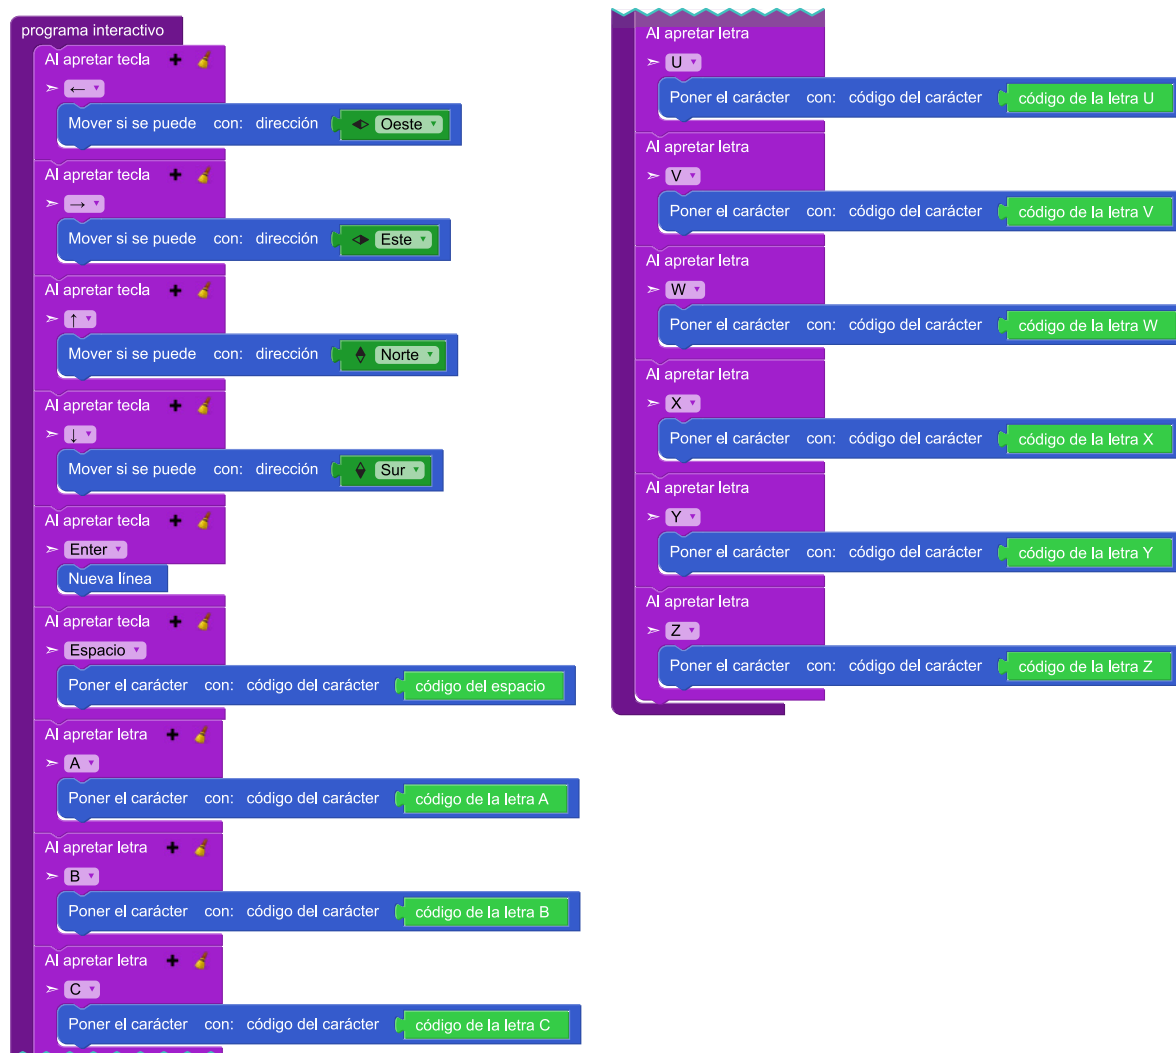 programa interactivo
Al apretar tecla
←
Mover si se puede con: dirección Oeste
Al apretar tecla
→
Mover si se puede con: dirección Este
Al apretar tecla
↑
Mover si se puede con: dirección Norte
Al apretar tecla
↓
Mover si se puede con: dirección Sur
Al apretar tecla
Enter
Nueva línea
Al apretar tecla
Espacio
Poner el carácter con: código del carácter código del espacio
Al apretar letra
A
Poner el carácter con: código del carácter código de la letra A
Al apretar letra
B
Poner el carácter con: código del carácter código de la letra B
Al apretar letra
C
Poner el carácter con: código del carácter código de la letra C
Al apretar letra
U
Poner el carácter con: código del carácter código de la letra U
Al apretar letra
V
Poner el carácter con: código del carácter código de la letra V
Al apretar letra
W
Poner el carácter con: código del carácter código de la letra W
Al apretar letra
X
Poner el carácter con: código del carácter código de la letra X
Al apretar letra
Y
Poner el carácter con: código del carácter código de la letra Y
Al apretar letra
Z
Poner el carácter con: código del carácter código de la letra Z